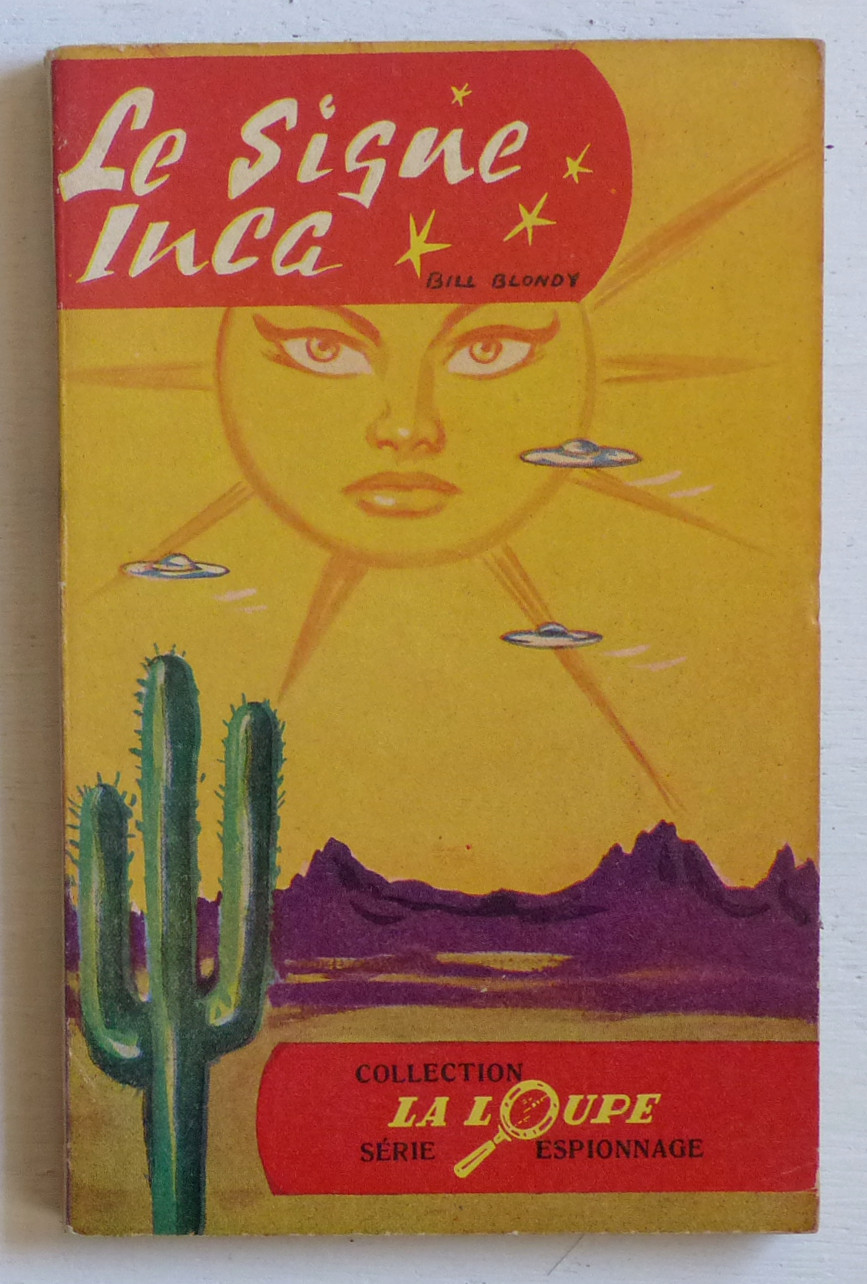 Le Signe
Inca
BILL BLONDY
COLLECTION
LA LOUPE
SÉRIE ESPIONNAGE